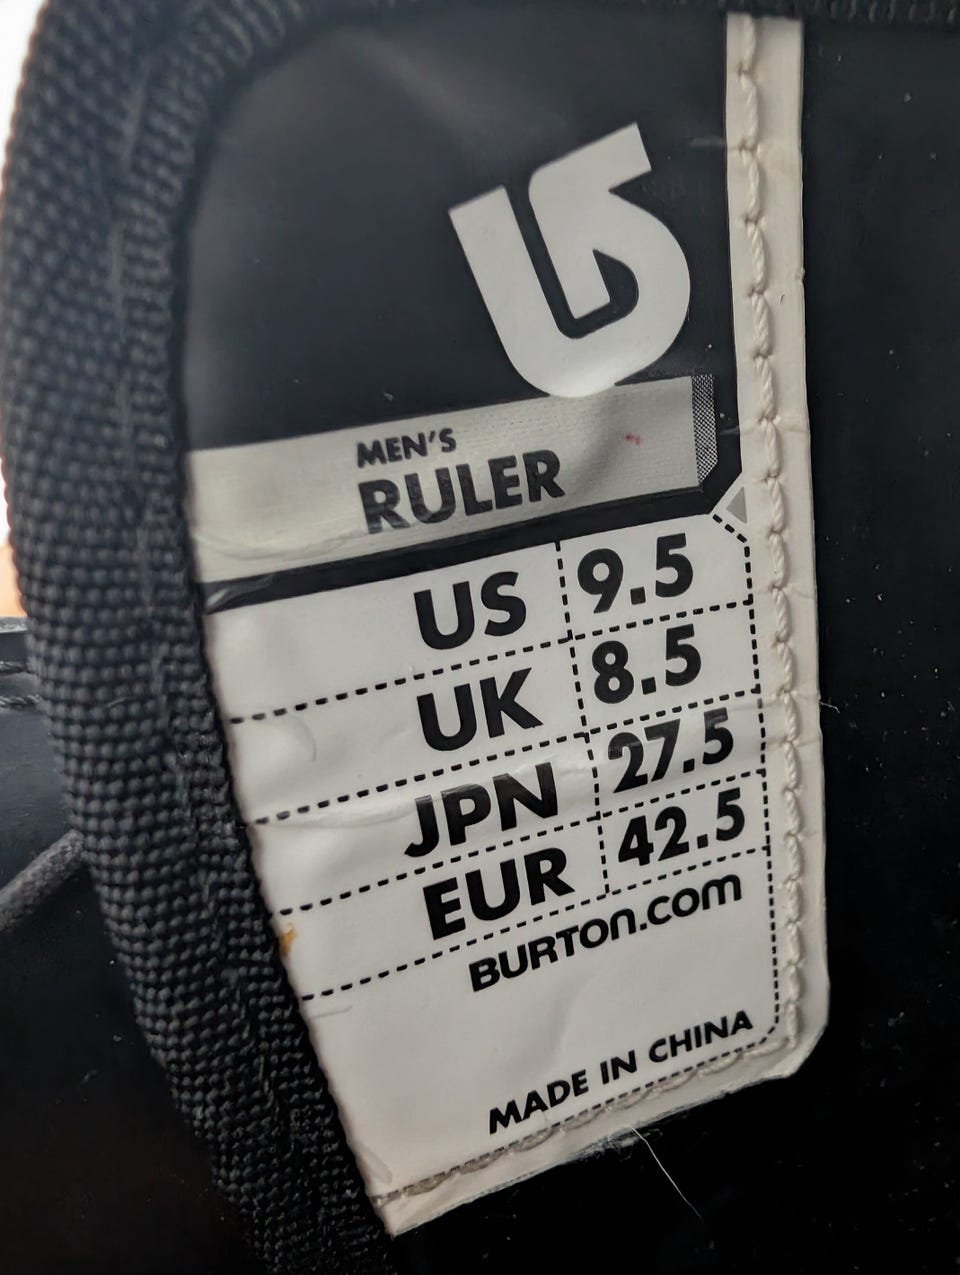 MEN'S
RULER
US 9.5
UK 8.5
JPN 27.5
EUR 42.5
BURTON.COM
MADE IN CHINA